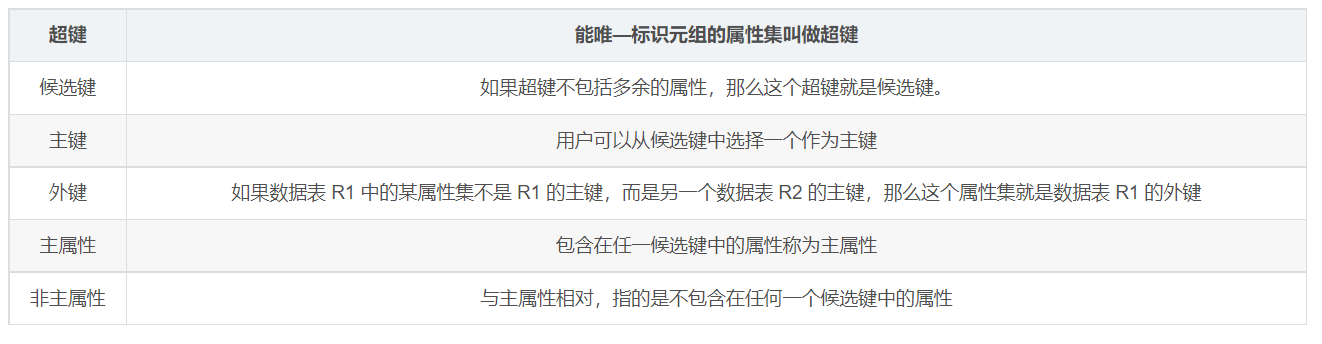 超键 能唯一标识元组的属性集叫做超键
候选键 如果超键不包括多余的属性，那么这个超键就是候选键。
主键 用户可以从候选键中选择一个作为主键
外键 如果数据表 R1 中的某属性集不是 R1 的主键，而是另一个数据表 R2 的主键，那么这个属性集就是数据表 R1 的外键
主属性 包含在任一候选键中的属性称为主属性
非主属性 与主属性相对，指的是不包含在任何一个候选键中的属性